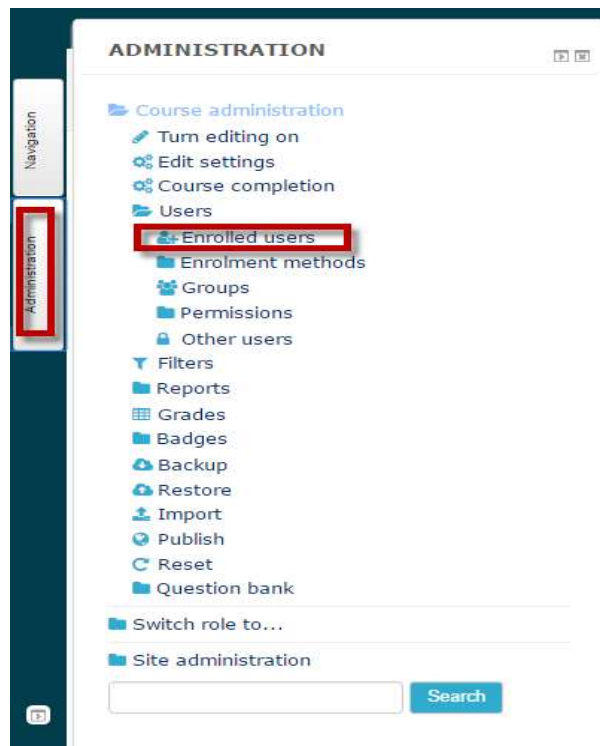 ADMINISTRATION
Navigation
Administration
Course administration
Turn editing on
Edit settings
Course completion
Users
Enrolled users
Enrolment methods
Groups
Permissions
Other users
Filters
Reports
Grades
Badges
Backup
Restore
Import
Publish
Reset
Question bank
Switch role to...
Site administration
Search